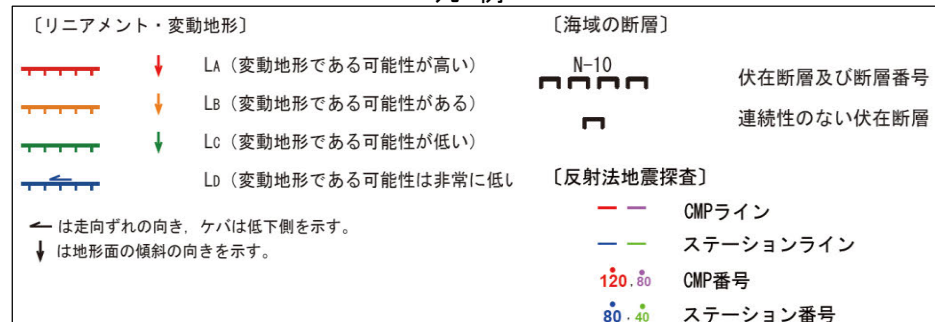 〔リニアメント・変動地形〕
LA（変動地形である可能性が高い）
LB（変動地形である可能性がある）
LC（変動地形である可能性が低い）
LD（変動地形である可能性は非常に低い
は走向ずれの向き，ケバは低下側を示す。
は地形面の傾斜の向きを示す。
〔海域の断層〕
N-10
伏在断層及び断層番号
連続性のない伏在断層
〔反射法地震探査〕
CMPライン
ステーションライン
120,80 CMP番号
80,40 ステーション番号